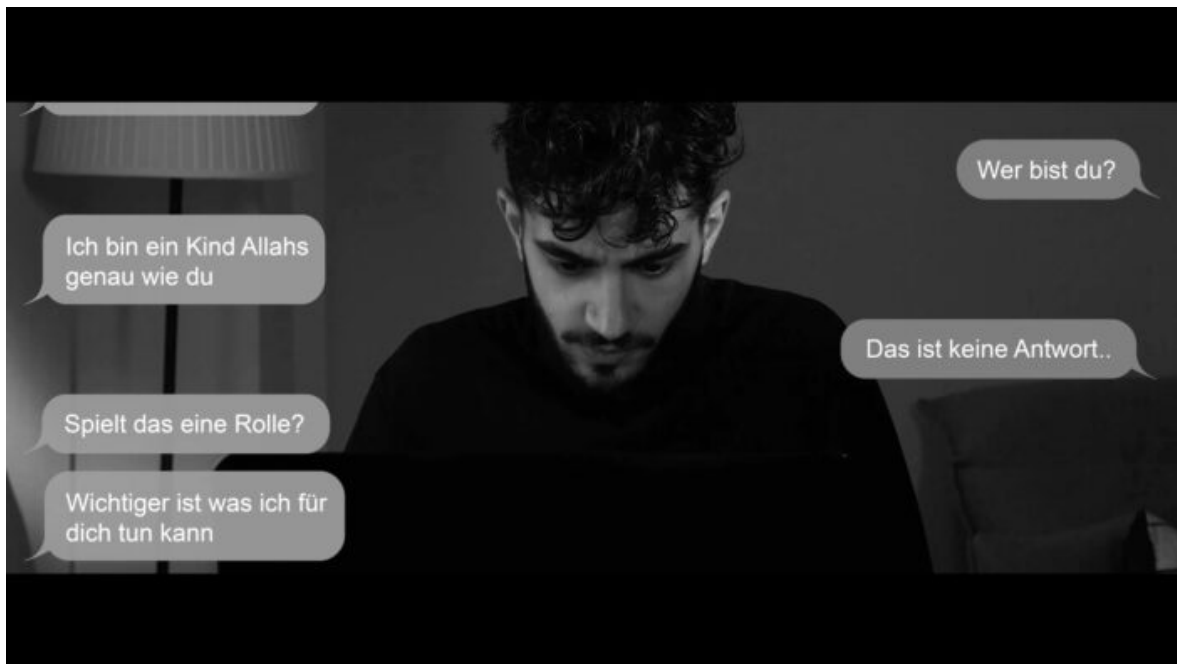 Wer bist du?
Ich bin ein Kind Allahs
genau wie du
Das ist keine Antwort..
Spielt das eine Rolle?
Wichtiger ist was ich für
dich tun kann